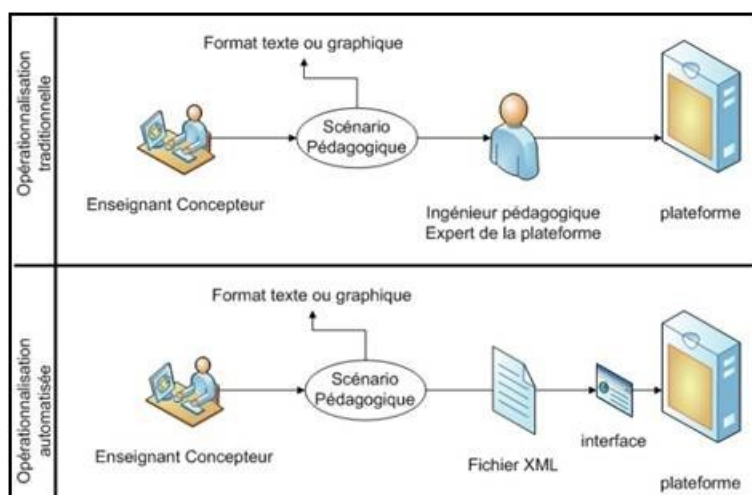 Opérationnalisation
traditionnelle
Format texte ou graphique
Scénario
Pédagogique
Enseignant Concepteur
Ingénieur pédagogique
Expert de la plateforme
plateforme
Opérationnalisation
automatisée
Format texte ou graphique
Scénario
Pédagogique
Enseignant Concepteur
Fichier XML
interface
plateforme